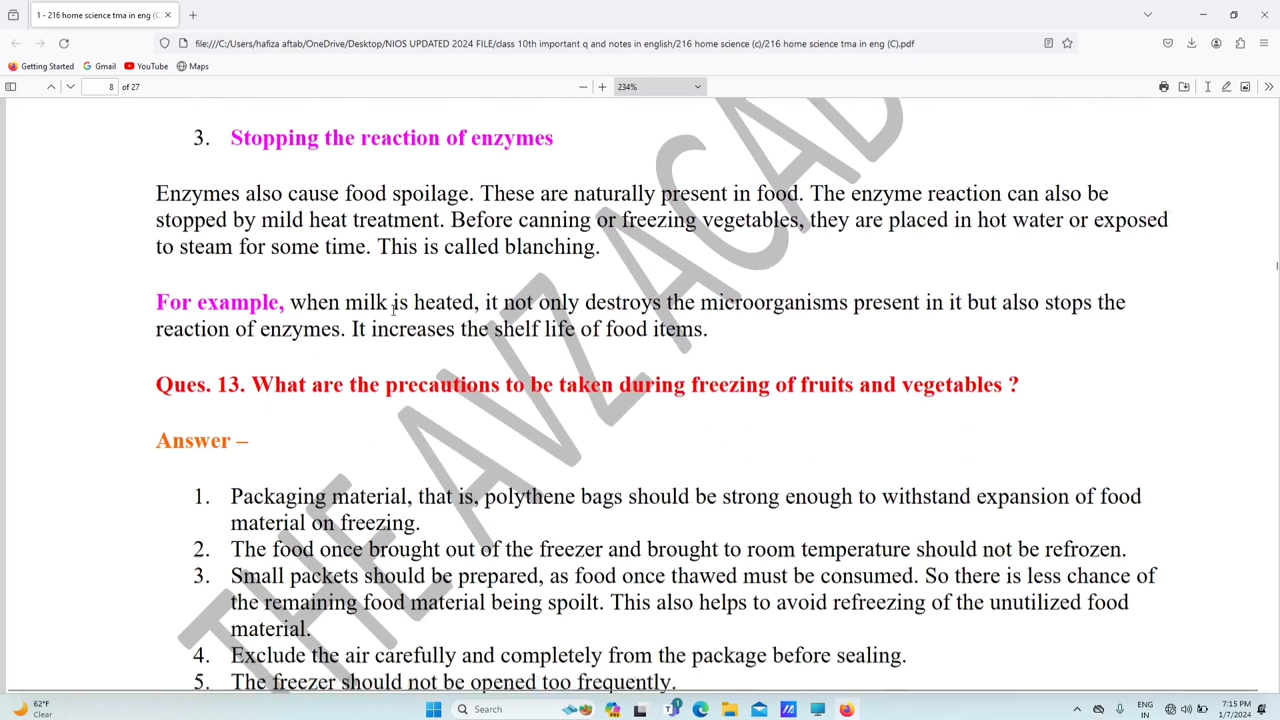 1 - 216 home science tma in eng (C
file:///C:/Users/hafiza aftab/OneDrive/Desktop/NIOS UPDATED 2024 FILE/class 10th important q and notes in english/216 home science (c)/216 home science tma in eng (C).pdf
Getting Started Gmail YouTube Maps
8 of 27 234%
3. Stopping the reaction of enzymes
Enzymes also cause food spoilage. These are naturally present in food. The enzyme reaction can also be
stopped by mild heat treatment. Before canning or freezing vegetables, they are placed in hot water or exposed
to steam for some time. This is called blanching.
For example, when milk is heated, it not only destroys the microorganisms present in it but also stops the
reaction of enzymes. It increases the shelf life of food items.
Ques. 13. What are the precautions to be taken during freezing of fruits and vegetables ?
Answer –
1. Packaging material, that is, polythene bags should be strong enough to withstand expansion of food
material on freezing.
2. The food once brought out of the freezer and brought to room temperature should not be refrozen.
3. Small packets should be prepared, as food once thawed must be consumed. So there is less chance of
the remaining food material being spoilt. This also helps to avoid refreezing of the unutilized food
material.
4. Exclude the air carefully and completely from the package before sealing.
5. The freezer should not be opened too frequently.
THE AVZ ACAD
62°F
Clear
Search
ENG
IN
7:15 PM
1/7/2024